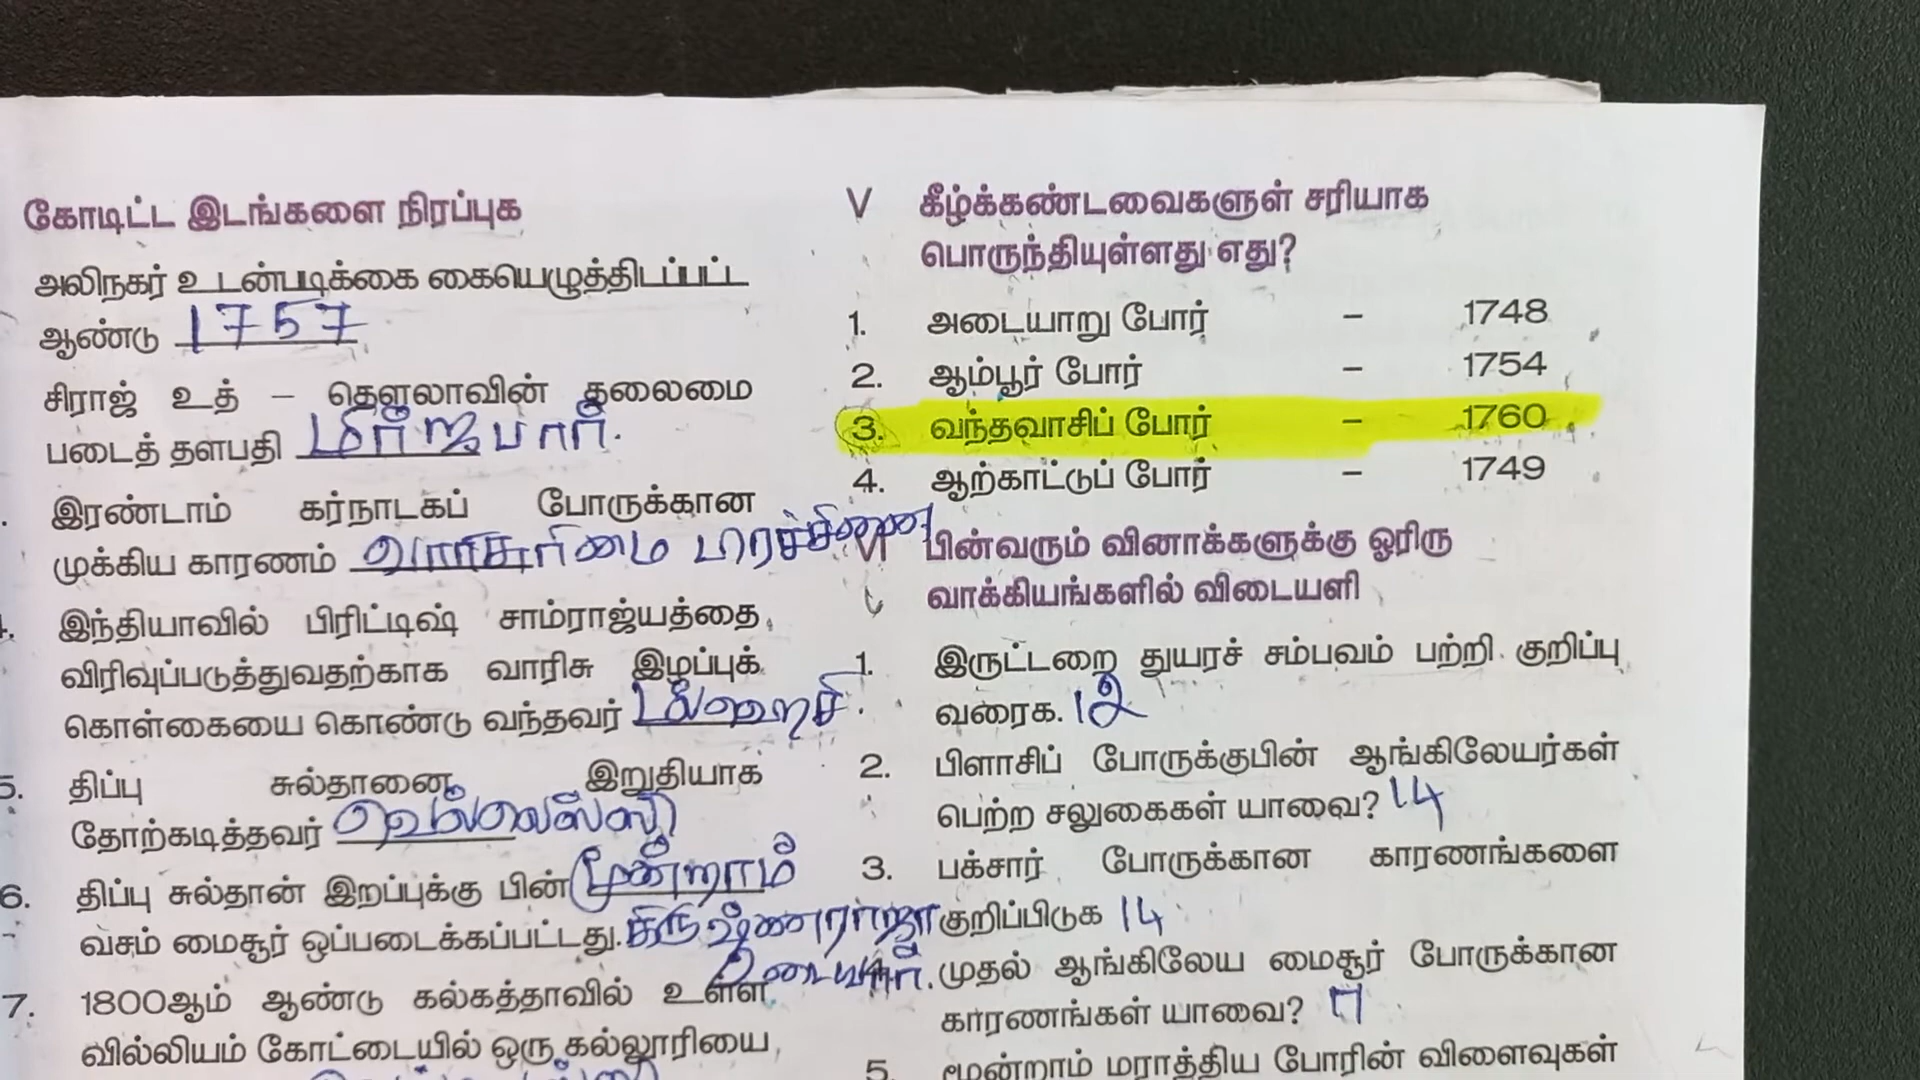 கோடிட்ட இடங்களை நிரப்புக
அலிநகர் உடன்படிக்கை கையெழுத்திடப்பட்ட
ஆண்டு 1757
சிராஜ் உத் – தௌலாவின் தலைமை
படைத் தளபதி மீர்ஜபார்.
இரண்டாம் கர்நாடகப் போருக்கான
முக்கிய காரணம் வாரிசுரிமை பிரச்சினை
இந்தியாவில் பிரிட்டிஷ் சாம்ராஜ்யத்தை
விரிவுப்படுத்துவதற்காக வாரிசு இழப்புக்
கொள்கையை கொண்டு வந்தவர் டல்ஹௌசி.
5. திப்பு சுல்தானை இறுதியாக
தோற்கடித்தவர் வெல்லெஸ்லி
6. திப்பு சுல்தான் இறப்புக்கு பின் மூன்றாம்
வசம் மைசூர் ஒப்படைக்கப்பட்டது. கிருஷ்ணராஜா
உடையார்.
7. 1800ஆம் ஆண்டு கல்கத்தாவில் உள்ள
வில்லியம் கோட்டையில் ஒரு கல்லூரியை
V கீழ்க்கண்டவைகளுள் சரியாக
பொருந்தியுள்ளது எது?
1. அடையாறு போர் – 1748
2. ஆம்பூர் போர் – 1754
3. வந்தவாசிப் போர் – 1760
4. ஆற்காட்டுப் போர் – 1749
VI பின்வரும் வினாக்களுக்கு ஓரிரு
வாக்கியங்களில் விடையளி
1. இருட்டறை துயரச் சம்பவம் பற்றி குறிப்பு
வரைக. 12
2. பிளாசிப் போருக்குபின் ஆங்கிலேயர்கள்
பெற்ற சலுகைகள் யாவை? 14
3. பக்சார் போருக்கான காரணங்களை
குறிப்பிடுக 14
4. முதல் ஆங்கிலேய மைசூர் போருக்கான
காரணங்கள் யாவை?
5. மூன்றாம் மராத்திய போரின் விளைவுகள்